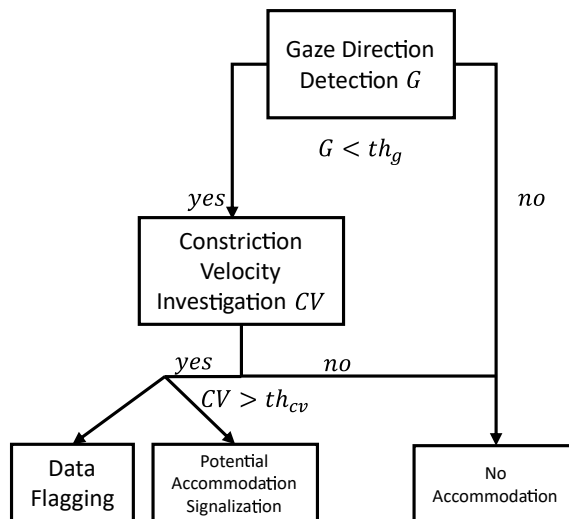 Gaze Direction
Detection G
G < th_g
yes
no
Constriction
Velocity
Investigation CV
yes
no
CV > th_cv
Data
Flagging
Potential
Accommodation
Signalization
No
Accommodation